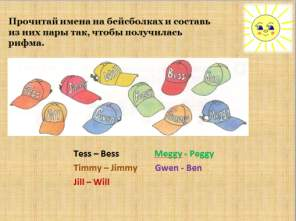 Прочитай имена на бейсболках и составь
из них пары так, чтобы получилась
рифма.
Tess – Bess Meggy - Peggy
Timmy – Jimmy Gwen - Ben
Jill – Will